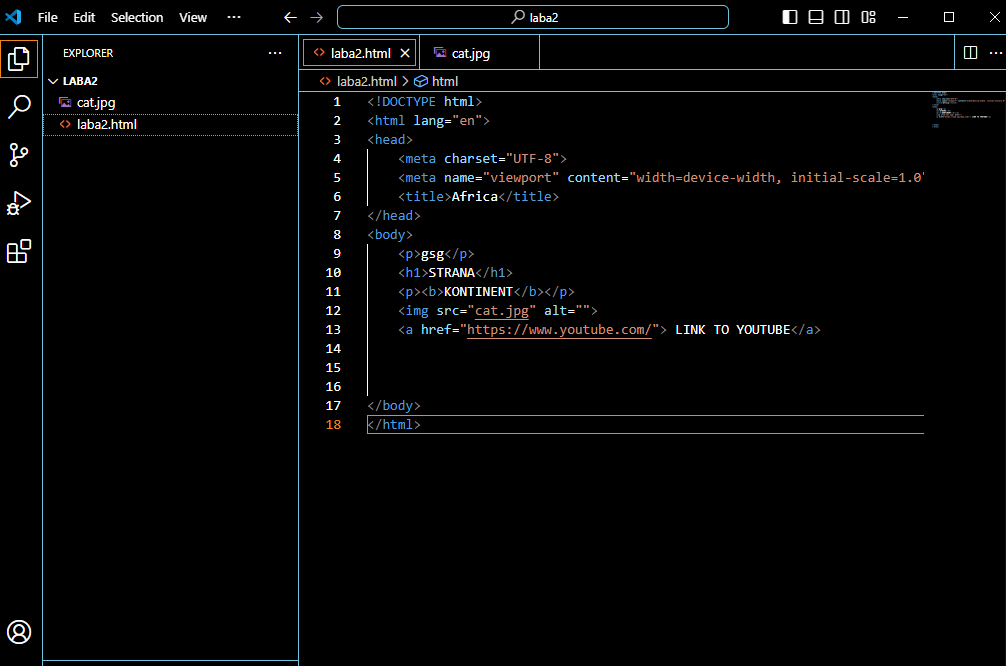 File Edit Selection View ··· laba2
EXPLORER ···
LABA2
cat.jpg
laba2.html
laba2.html cat.jpg ···
laba2.html > html
1 <!DOCTYPE html>
2 <html lang="en">
3 <head>
4 <meta charset="UTF-8">
5 <meta name="viewport" content="width=device-width, initial-scale=1.0"
6 <title>Africa</title>
7 </head>
8 <body>
9 <p>gsg</p>
10 <h1>STRANA</h1>
11 <p><b>KONTINENT</b></p>
12 <img src="cat.jpg" alt="">
13 <a href="https://www.youtube.com/"> LINK TO YOUTUBE</a>
14
15
16
17 </body>
18 </html>